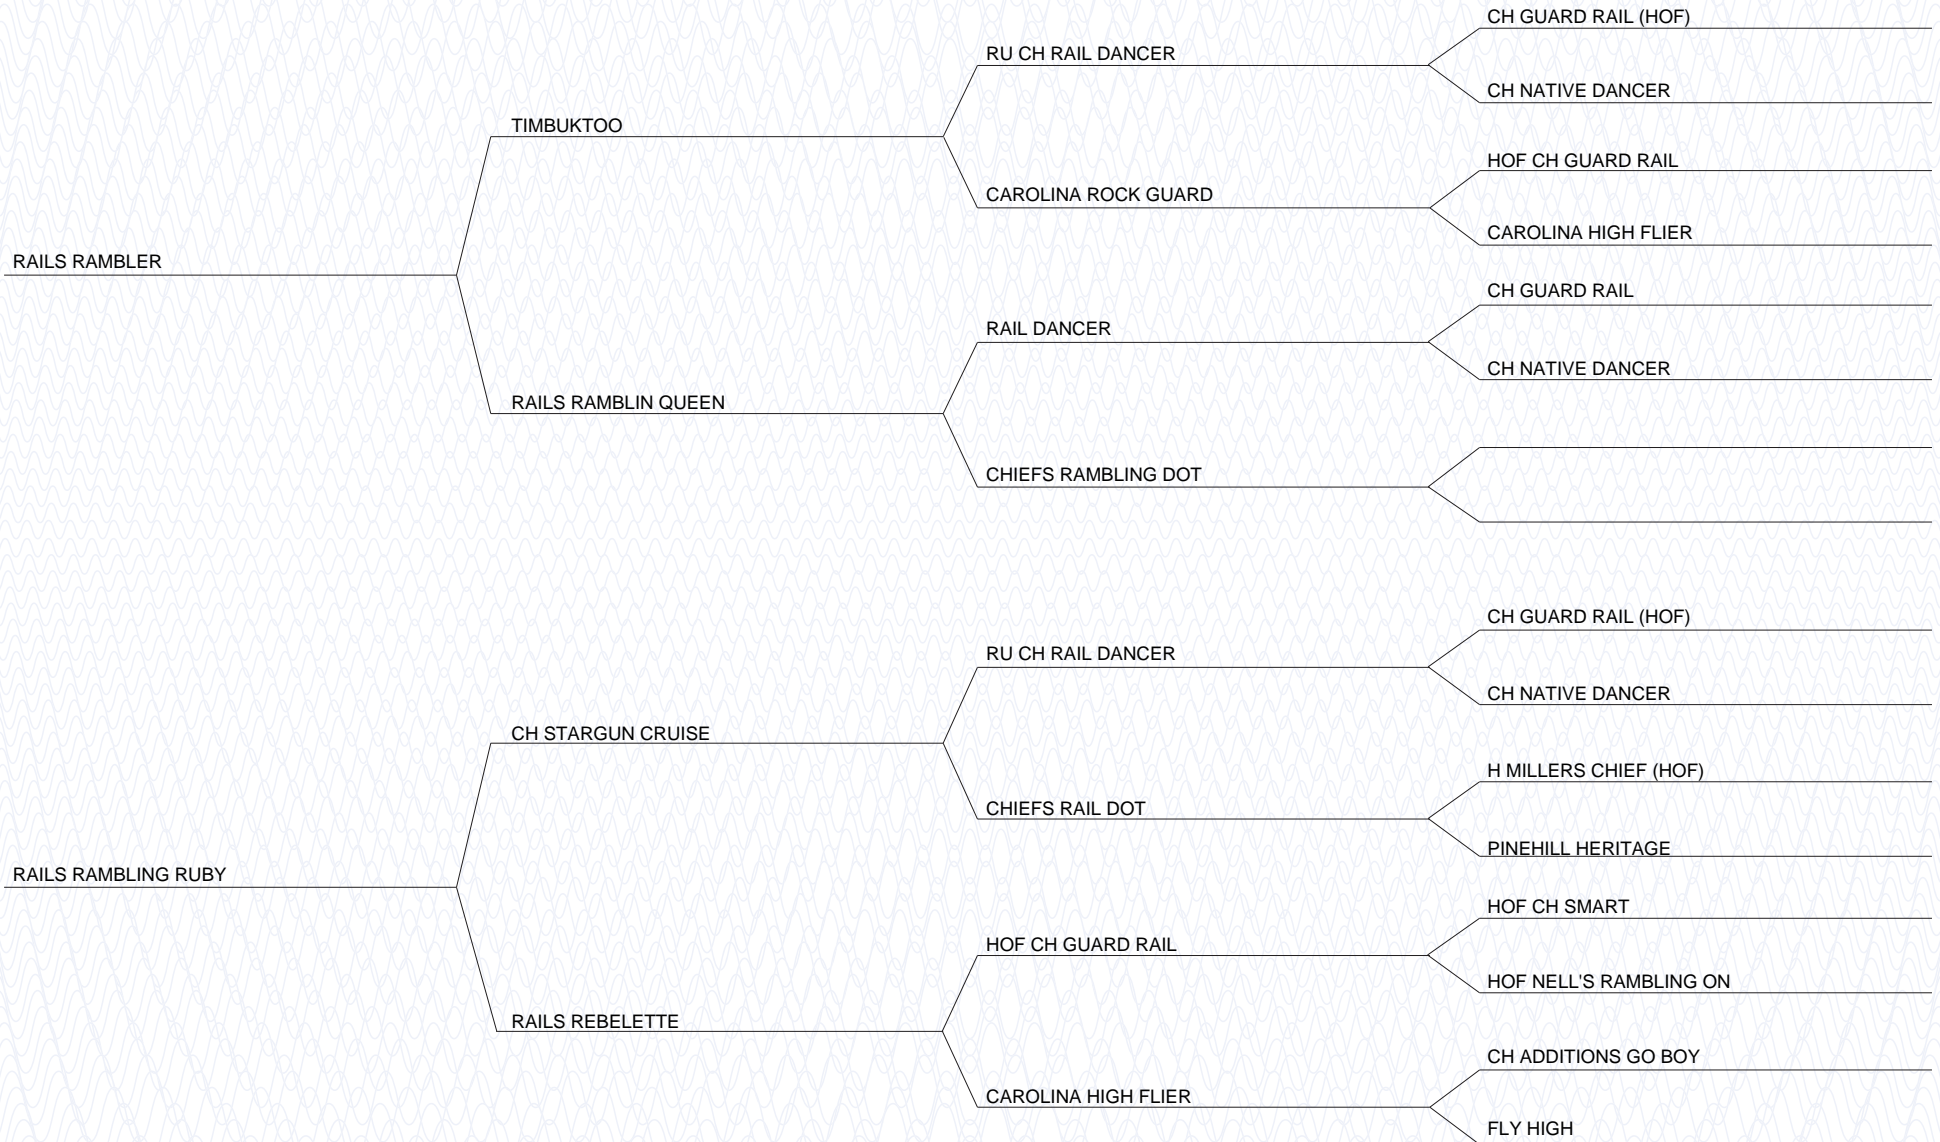 CH GUARD RAIL (HOF)
RU CH RAIL DANCER
CH NATIVE DANCER
TIMBUKTOO
HOF CH GUARD RAIL
CAROLINA ROCK GUARD
CAROLINA HIGH FLIER
RAILS RAMBLER
CH GUARD RAIL
RAIL DANCER
CH NATIVE DANCER
RAILS RAMBLIN QUEEN
CHIEFS RAMBLING DOT
CH GUARD RAIL (HOF)
RU CH RAIL DANCER
CH NATIVE DANCER
CH STARGUN CRUISE
H MILLERS CHIEF (HOF)
CHIEFS RAIL DOT
PINEHILL HERITAGE
RAILS RAMBLING RUBY
HOF CH SMART
HOF CH GUARD RAIL
HOF NELL'S RAMBLING ON
RAILS REBELETTE
CH ADDITIONS GO BOY
CAROLINA HIGH FLIER
FLY HIGH